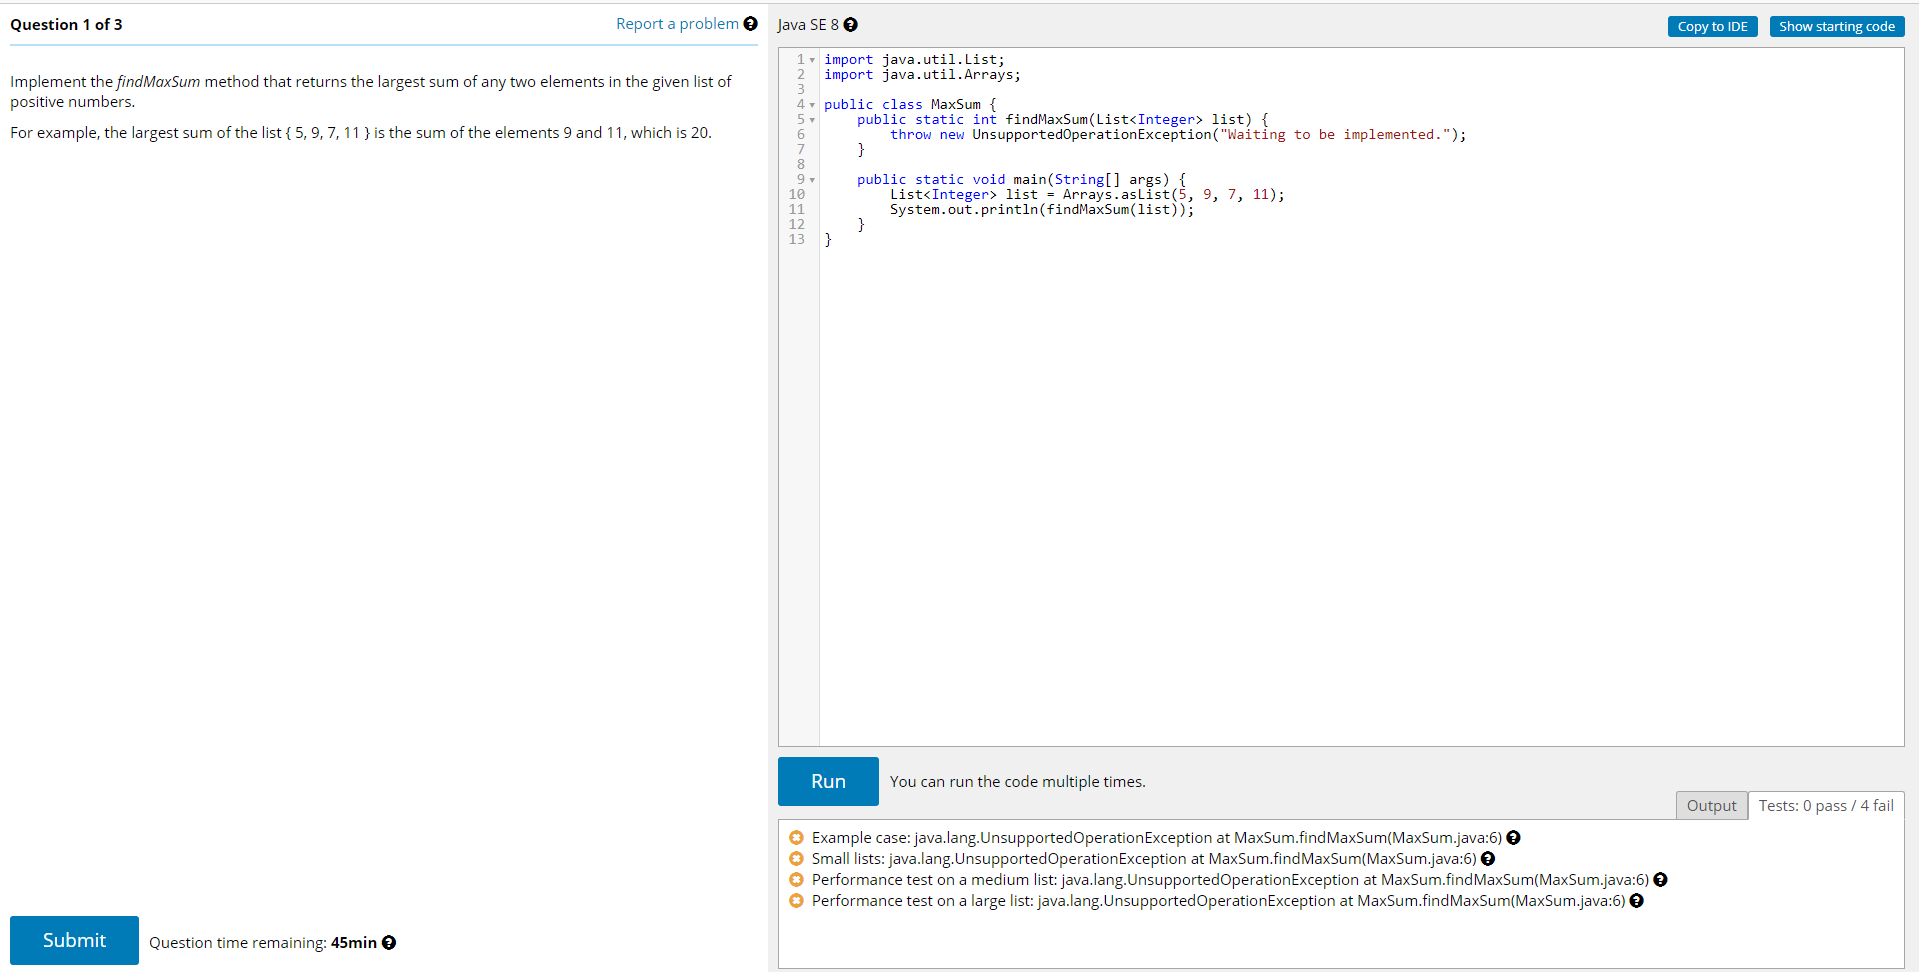 Question 1 of 3
Report a problem
Implement the findMaxSum method that returns the largest sum of any two elements in the given list of
positive numbers.
For example, the largest sum of the list { 5, 9, 7, 11 } is the sum of the elements 9 and 11, which is 20.
Submit
Question time remaining: 45min
Java SE 8
Copy to IDE
Show starting code
1 import java.util.List;
2 import java.util.Arrays;
3
4 public class MaxSum {
5     public static int findMaxSum(List<Integer> list) {
6         throw new UnsupportedOperationException("Waiting to be implemented.");
7     }
8
9     public static void main(String[] args) {
10         List<Integer> list = Arrays.asList(5, 9, 7, 11);
11         System.out.println(findMaxSum(list));
12     }
13 }
Run
You can run the code multiple times.
Output
Tests: 0 pass / 4 fail
Example case: java.lang.UnsupportedOperationException at MaxSum.findMaxSum(MaxSum.java:6)
Small lists: java.lang.UnsupportedOperationException at MaxSum.findMaxSum(MaxSum.java:6)
Performance test on a medium list: java.lang.UnsupportedOperationException at MaxSum.findMaxSum(MaxSum.java:6)
Performance test on a large list: java.lang.UnsupportedOperationException at MaxSum.findMaxSum(MaxSum.java:6)